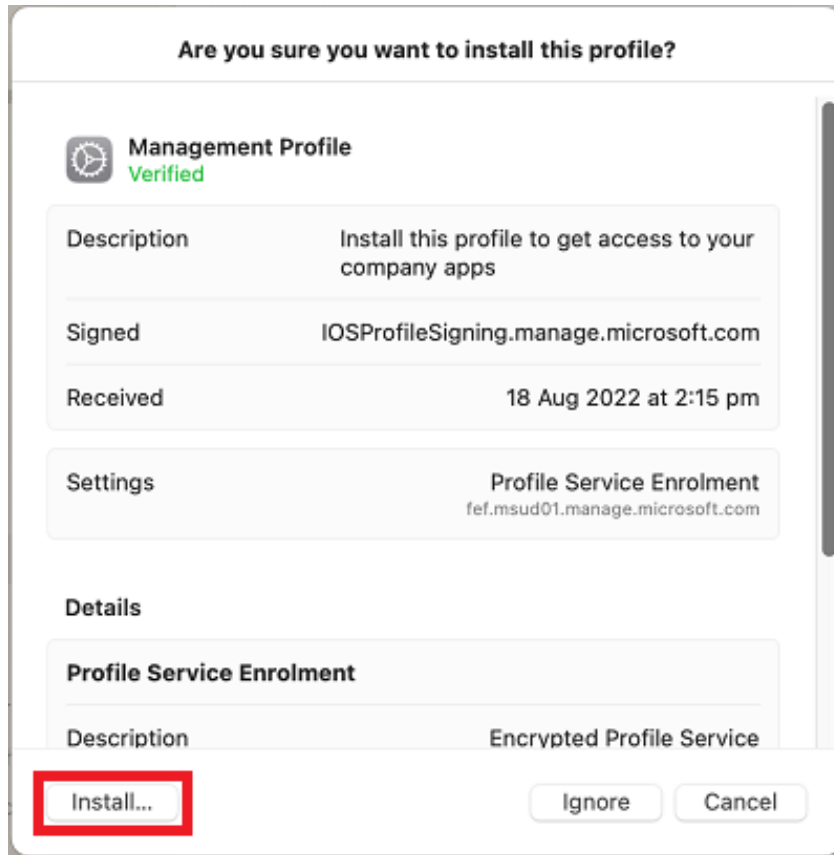 Are you sure you want to install this profile?
Management Profile
Verified
Description
Install this profile to get access to your
company apps
Signed
IOSProfileSigning.manage.microsoft.com
Received
18 Aug 2022 at 2:15 pm
Settings
Profile Service Enrolment
fef.msud01.manage.microsoft.com
Details
Profile Service Enrolment
Description
Encrypted Profile Service
Install...
Ignore
Cancel